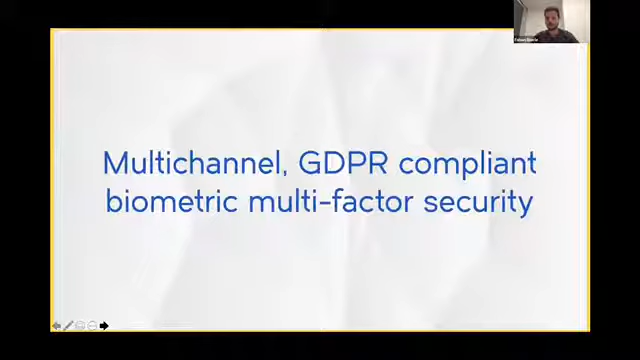 Multichannel, GDPR compliant
biometric multi-factor security